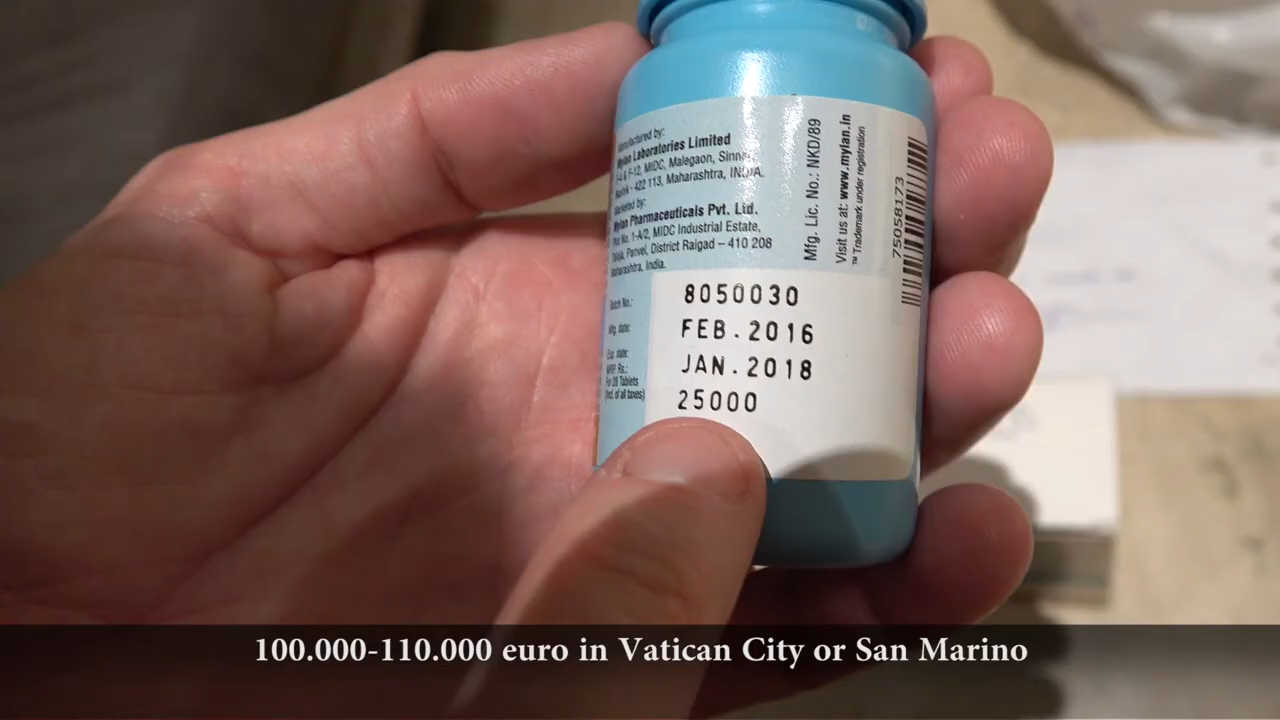 Manufactured by:
Mylan Laboratories Limited
F-4 & F-12, MIDC, Malegaon, Sinnar,
Nashik - 422 113, Maharashtra, INDIA.
Marketed by:
Mylan Pharmaceuticals Pvt. Ltd.
Plot No. 1-A/2, MIDC Industrial Estate,
Taloja, Panvel, District Raigad – 410 208
Maharashtra, India.
Mfg. Lic. No.: NKD/89
Visit us at: www.mylan.in
™ Trademark under registration
75058173
Batch No.: 8050030
Mfg. date: FEB.2016
Exp. date: JAN.2018
MRP Rs.: 25000
For 28 Tablets
(Incl. of all taxes)
100.000-110.000 euro in Vatican City or San Marino